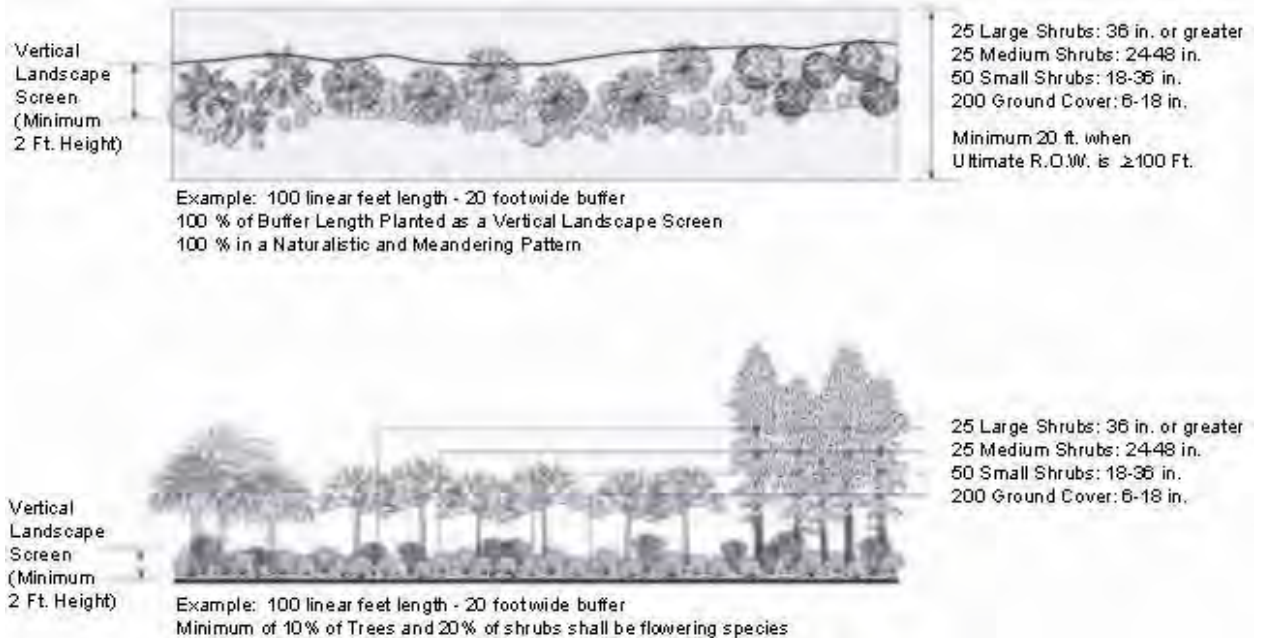 Vertical
Landscape
Screen
(Minimum
2 Ft. Height)
25 Large Shrubs: 36 in. or greater
25 Medium Shrubs: 24-48 in.
50 Small Shrubs: 18-36 in.
200 Ground Cover: 6-18 in.
Minimum 20 ft. when
Ultimate R.O.W. is ≥100 Ft.
Example: 100 linear feet length - 20 foot wide buffer
100 % of Buffer Length Planted as a Vertical Landscape Screen
100 % in a Naturalistic and Meandering Pattern
25 Large Shrubs: 36 in. or greater
25 Medium Shrubs: 24-48 in.
50 Small Shrubs: 18-36 in.
200 Ground Cover: 6-18 in.
Vertical
Landscape
Screen
(Minimum
2 Ft. Height)
Example: 100 linear feet length - 20 foot wide buffer
Minimum of 10% of Trees and 20% of shrubs shall be flowering species